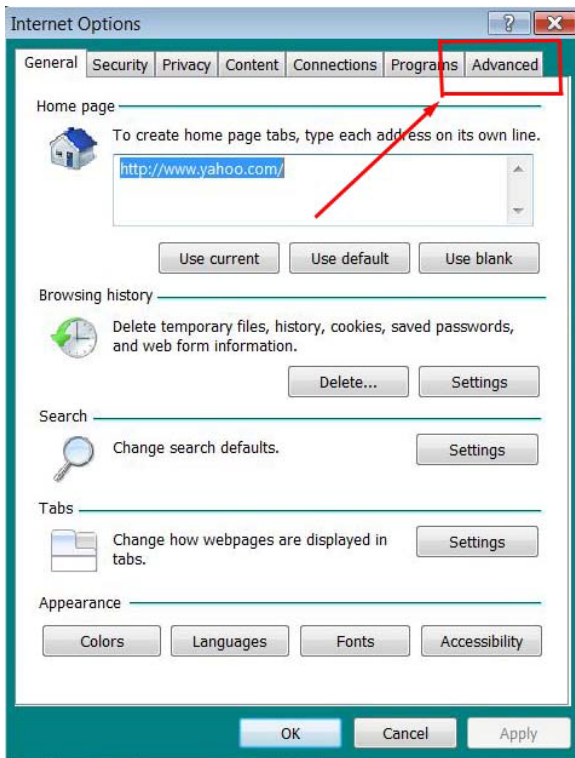 Internet Options
General Security Privacy Content Connections Programs Advanced
Home page
To create home page tabs, type each address on its own line.
http://www.yahoo.com/
Use current Use default Use blank
Browsing history
Delete temporary files, history, cookies, saved passwords,
and web form information.
Delete... Settings
Search
Change search defaults.
Settings
Tabs
Change how webpages are displayed in
tabs.
Settings
Appearance
Colors Languages Fonts Accessibility
OK Cancel Apply